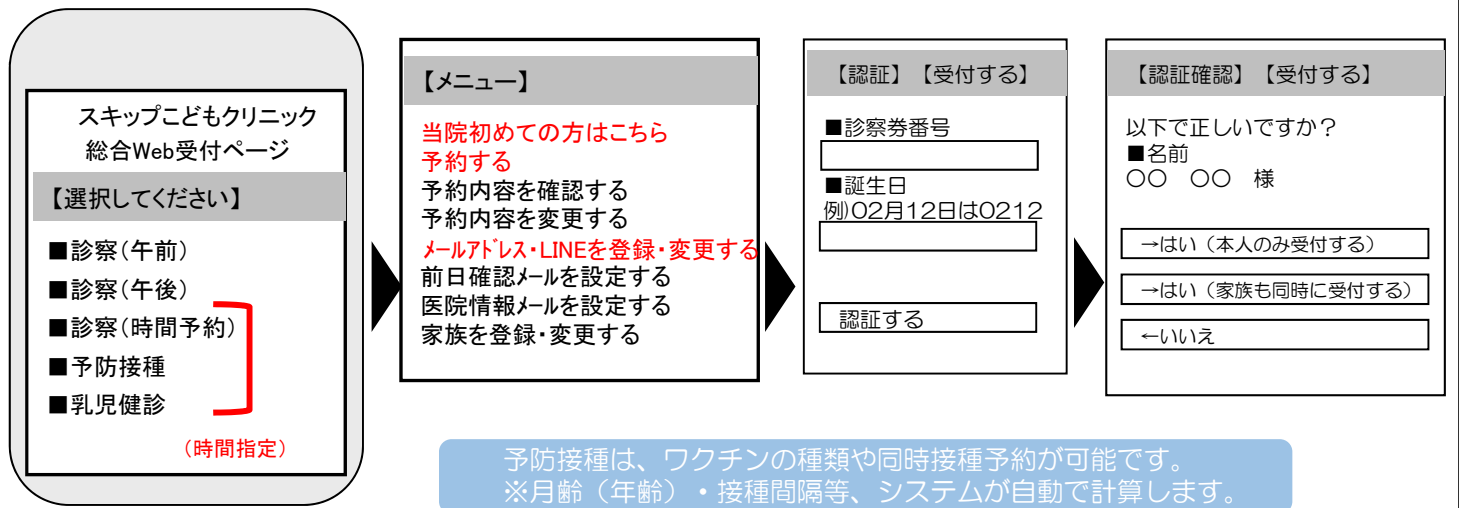 スキップこどもクリニック
総合Web受付ページ
【選択してください】
■診察(午前)
■診察(午後)
■診察(時間予約)
■予防接種
■乳児健診
(時間指定)
【メニュー】
当院初めての方はこちら
予約する
予約内容を確認する
予約内容を変更する
メールアドレス・LINEを登録・変更する
前日確認メールを設定する
医院情報メールを設定する
家族を登録・変更する
【認証】【受付する】
■診察券番号
■誕生日
例)02月12日は0212
認証する
【認証確認】【受付する】
以下で正しいですか?
■名前
○○ ○○ 様
→はい(本人のみ受付する)
→はい(家族も同時に受付する)
←いいえ
予防接種は、ワクチンの種類や同時接種予約が可能です。
※月齢(年齢)・接種間隔等、システムが自動で計算します。